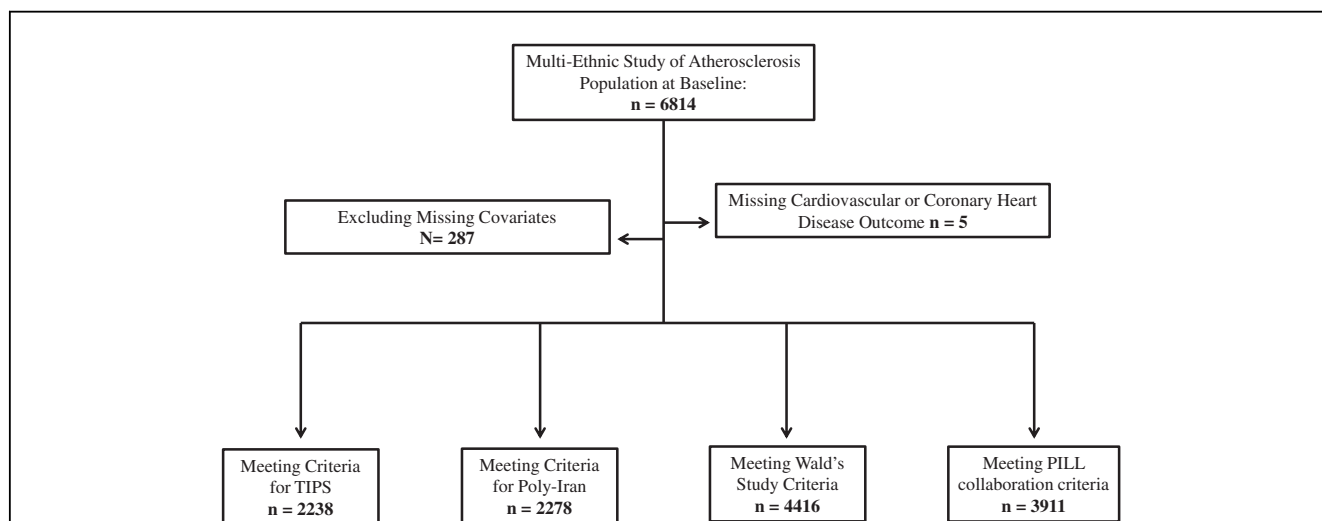 Multi-Ethnic Study of Atherosclerosis
Population at Baseline:
n = 6814
Excluding Missing Covariates
N= 287
Missing Cardiovascular or Coronary Heart
Disease Outcome n = 5
Meeting Criteria
for TIPS
n = 2238
Meeting Criteria
for Poly-Iran
n = 2278
Meeting Wald's
Study Criteria
n = 4416
Meeting PILL
collaboration criteria
n = 3911